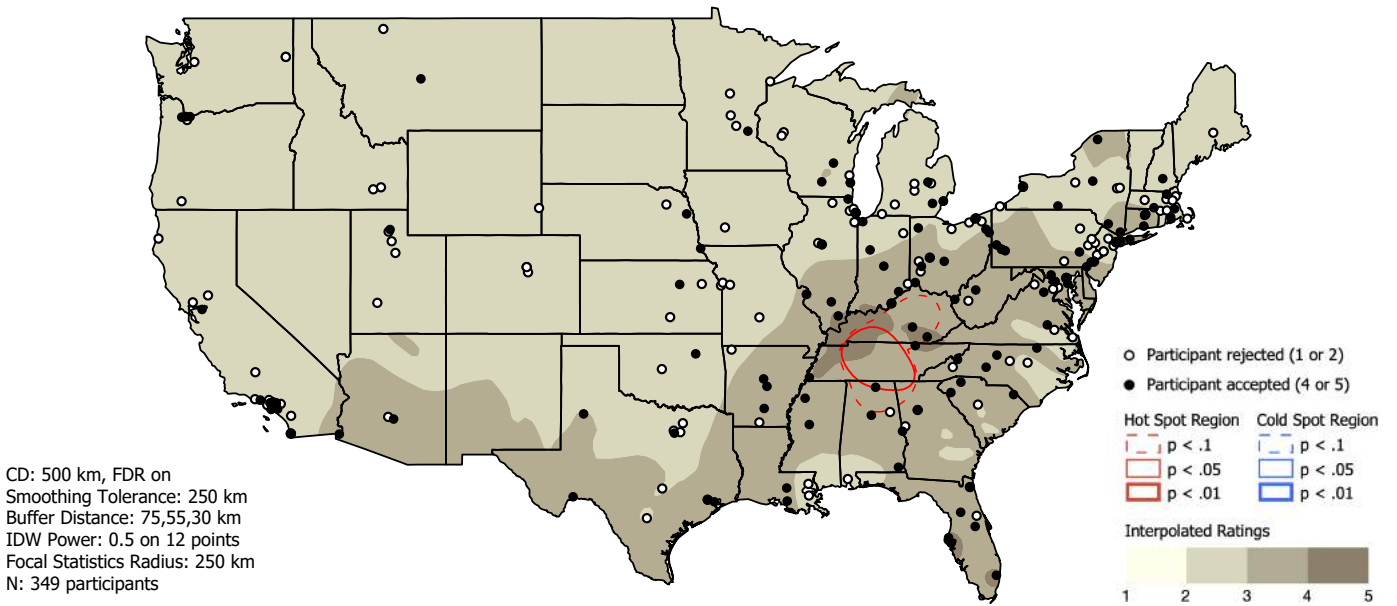 CD: 500 km, FDR on
Smoothing Tolerance: 250 km
Buffer Distance: 75,55,30 km
IDW Power: 0.5 on 12 points
Focal Statistics Radius: 250 km
N: 349 participants
Participant rejected (1 or 2)
Participant accepted (4 or 5)
Hot Spot Region Cold Spot Region
p < .1 p < .1
p < .05 p < .05
p < .01 p < .01
Interpolated Ratings
1 2 3 4 5